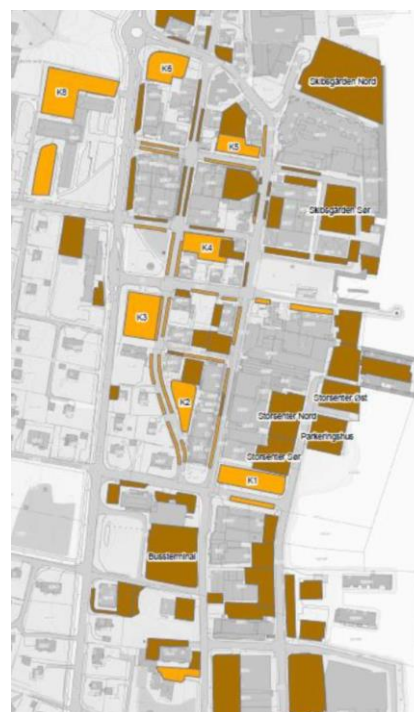 K6
Skibsgården Nord
K8
K5
Skibsgården Sør
K4
K3
Storsenter Øst
K2
Storsenter Nord
Parkeringshus
Storsenter Sør
K1
Bussterminal